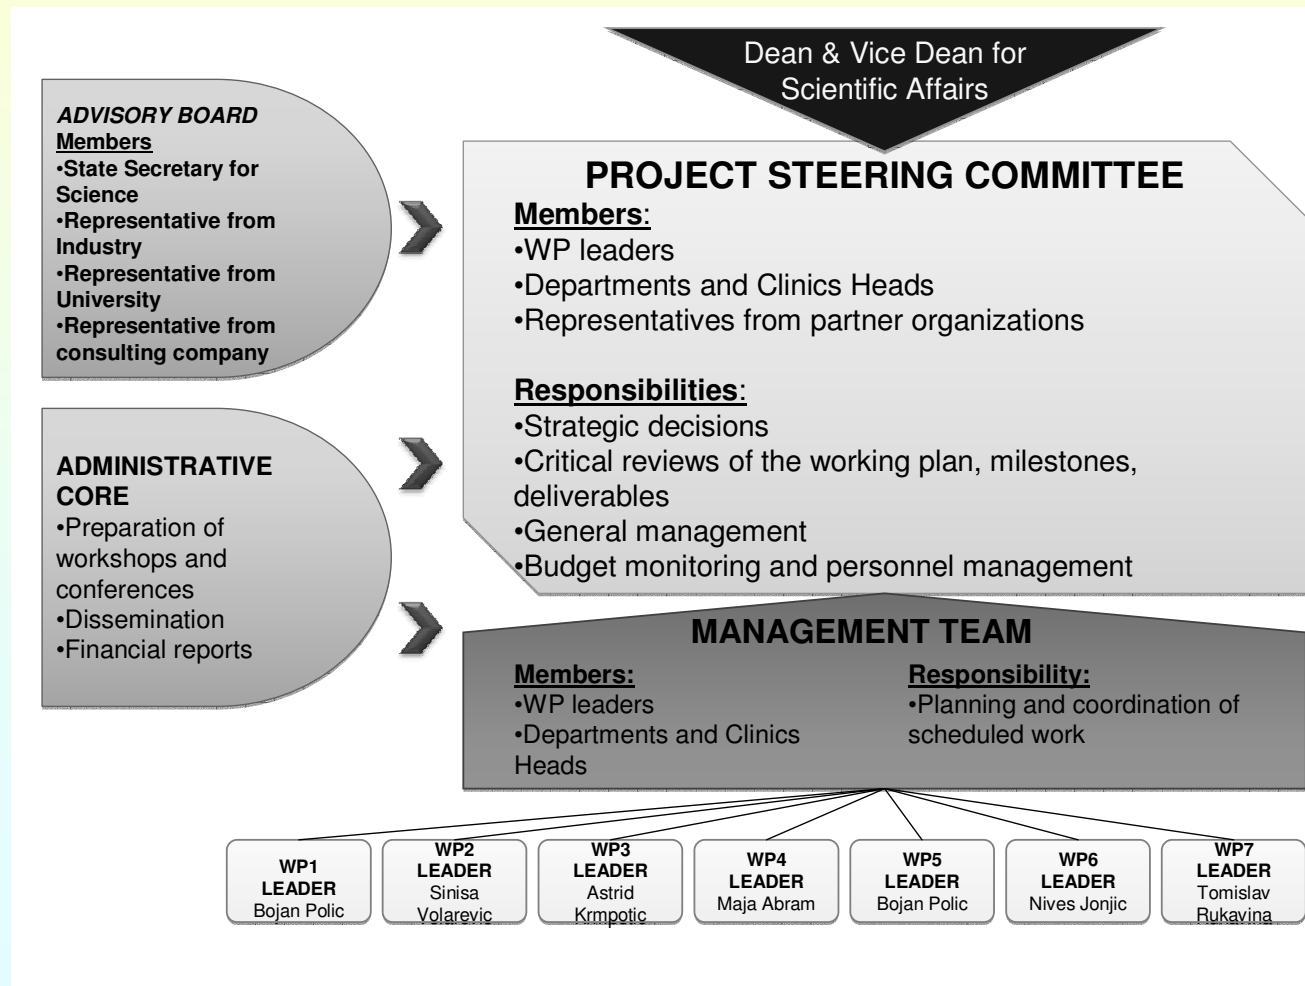 Dean & Vice Dean for
Scientific Affairs
ADVISORY BOARD
Members
•State Secretary for
Science
•Representative from
Industry
•Representative from
University
•Representative from
consulting company
ADMINISTRATIVE
CORE
•Preparation of
workshops and
conferences
•Dissemination
•Financial reports
PROJECT STEERING COMMITTEE
Members:
•WP leaders
•Departments and Clinics Heads
•Representatives from partner organizations
Responsibilities:
•Strategic decisions
•Critical reviews of the working plan, milestones,
deliverables
•General management
•Budget monitoring and personnel management
MANAGEMENT TEAM
Members:
•WP leaders
•Departments and Clinics
Heads
Responsibility:
•Planning and coordination of
scheduled work
WP1
LEADER
Bojan Polic
WP2
LEADER
Sinisa
Volarevic
WP3
LEADER
Astrid
Krmpotic
WP4
LEADER
Maja Abram
WP5
LEADER
Bojan Polic
WP6
LEADER
Nives Jonjic
WP7
LEADER
Tomislav
Rukavina